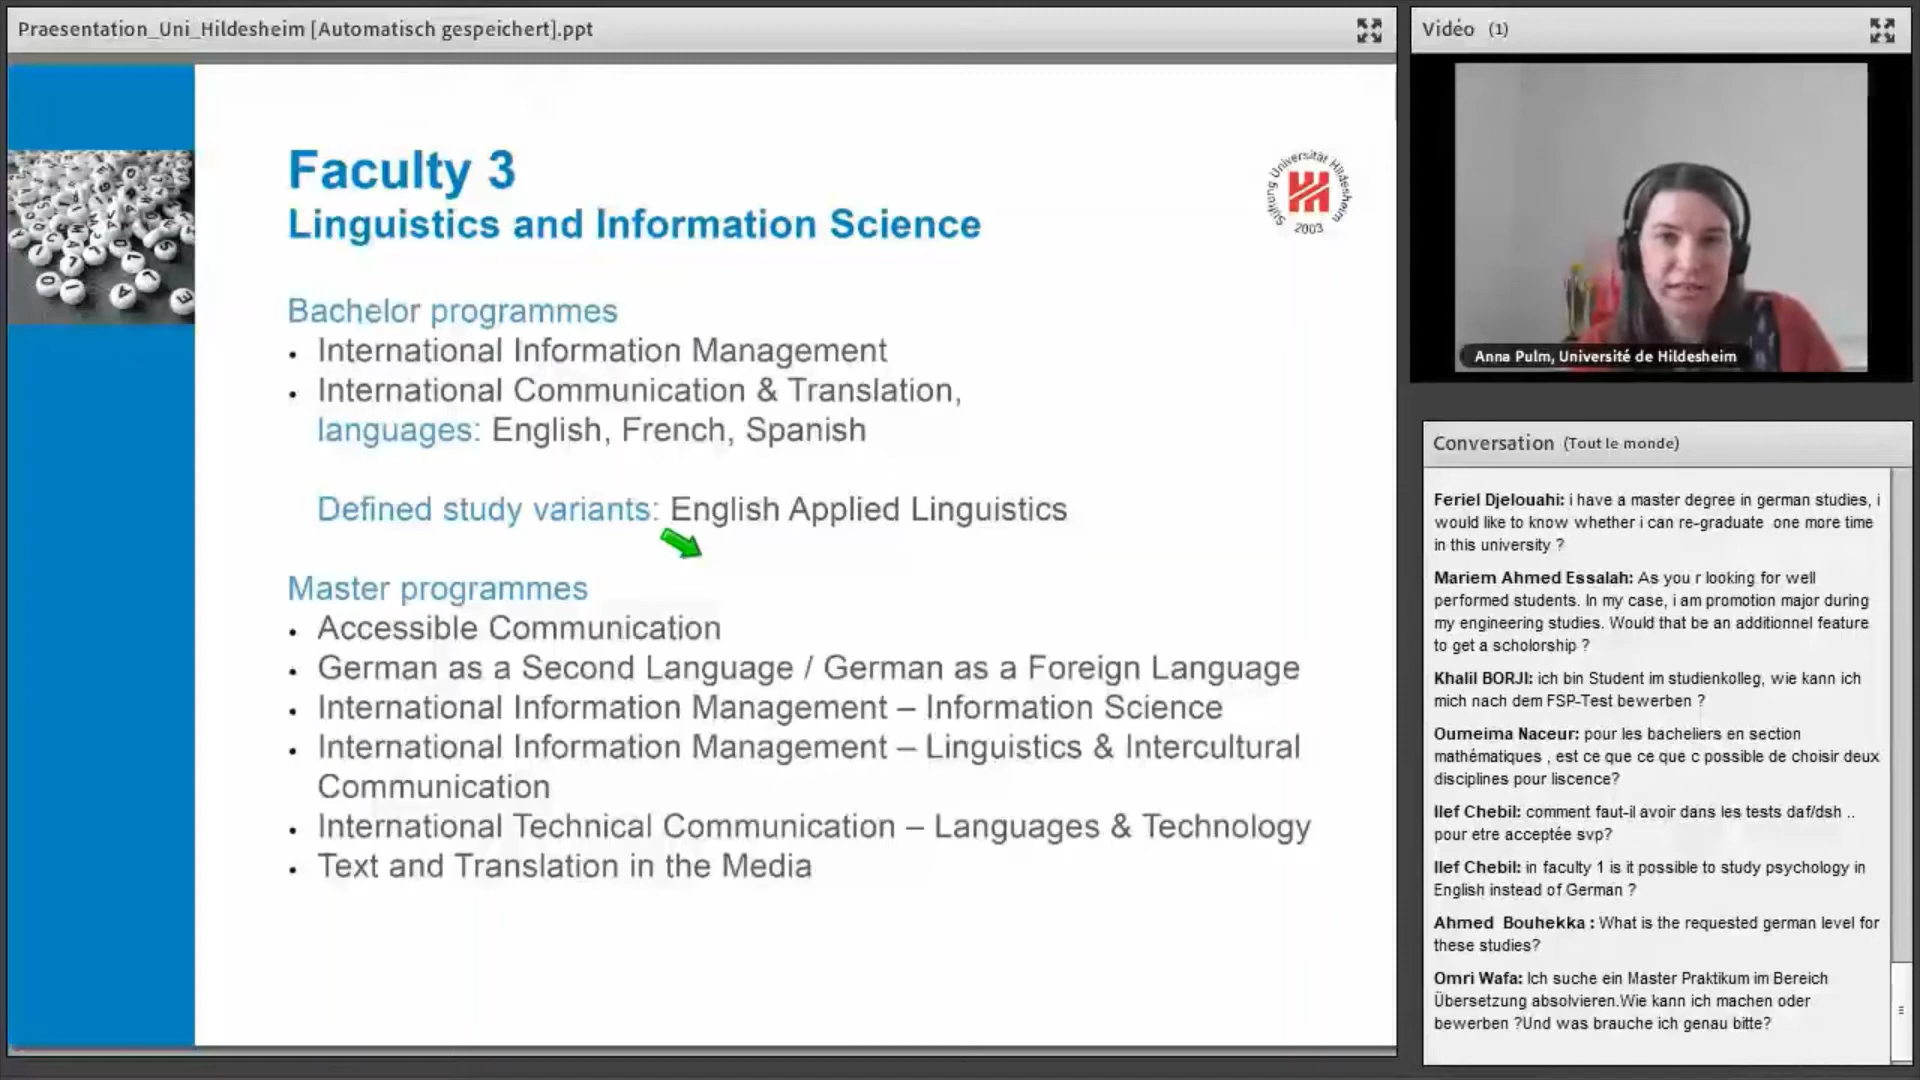 Praesentation_Uni_Hildesheim [Automatisch gespeichert].ppt
Faculty 3
Linguistics and Information Science
Stiftung Universität Hildesheim
2003
Bachelor programmes
• International Information Management
• International Communication & Translation,
languages: English, French, Spanish
Defined study variants: English Applied Linguistics
Master programmes
• Accessible Communication
• German as a Second Language / German as a Foreign Language
• International Information Management – Information Science
• International Information Management – Linguistics & Intercultural
Communication
• International Technical Communication – Languages & Technology
• Text and Translation in the Media
Vidéo (1)
Anna Pulm, Université de Hildesheim
Conversation (Tout le monde)
Feriel Djelouahi: i have a master degree in german studies, i
would like to know whether i can re-graduate one more time
in this university ?
Mariem Ahmed Essalah: As you r looking for well
performed students. In my case, i am promotion major during
my engineering studies. Would that be an additionnel feature
to get a scholorship ?
Khalil BORJI: ich bin Student im studienkolleg, wie kann ich
mich nach dem FSP-Test bewerben ?
Oumeima Naceur: pour les bacheliers en section
mathématiques , est ce que ce que c possible de choisir deux
disciplines pour liscence?
Ilef Chebil: comment faut-il avoir dans les tests daf/dsh ..
pour etre acceptée svp?
Ilef Chebil: in faculty 1 is it possible to study psychology in
English instead of German ?
Ahmed Bouhekka : What is the requested german level for
these studies?
Omri Wafa: Ich suche ein Master Praktikum im Bereich
Übersetzung absolvieren.Wie kann ich machen oder
bewerben ?Und was brauche ich genau bitte?